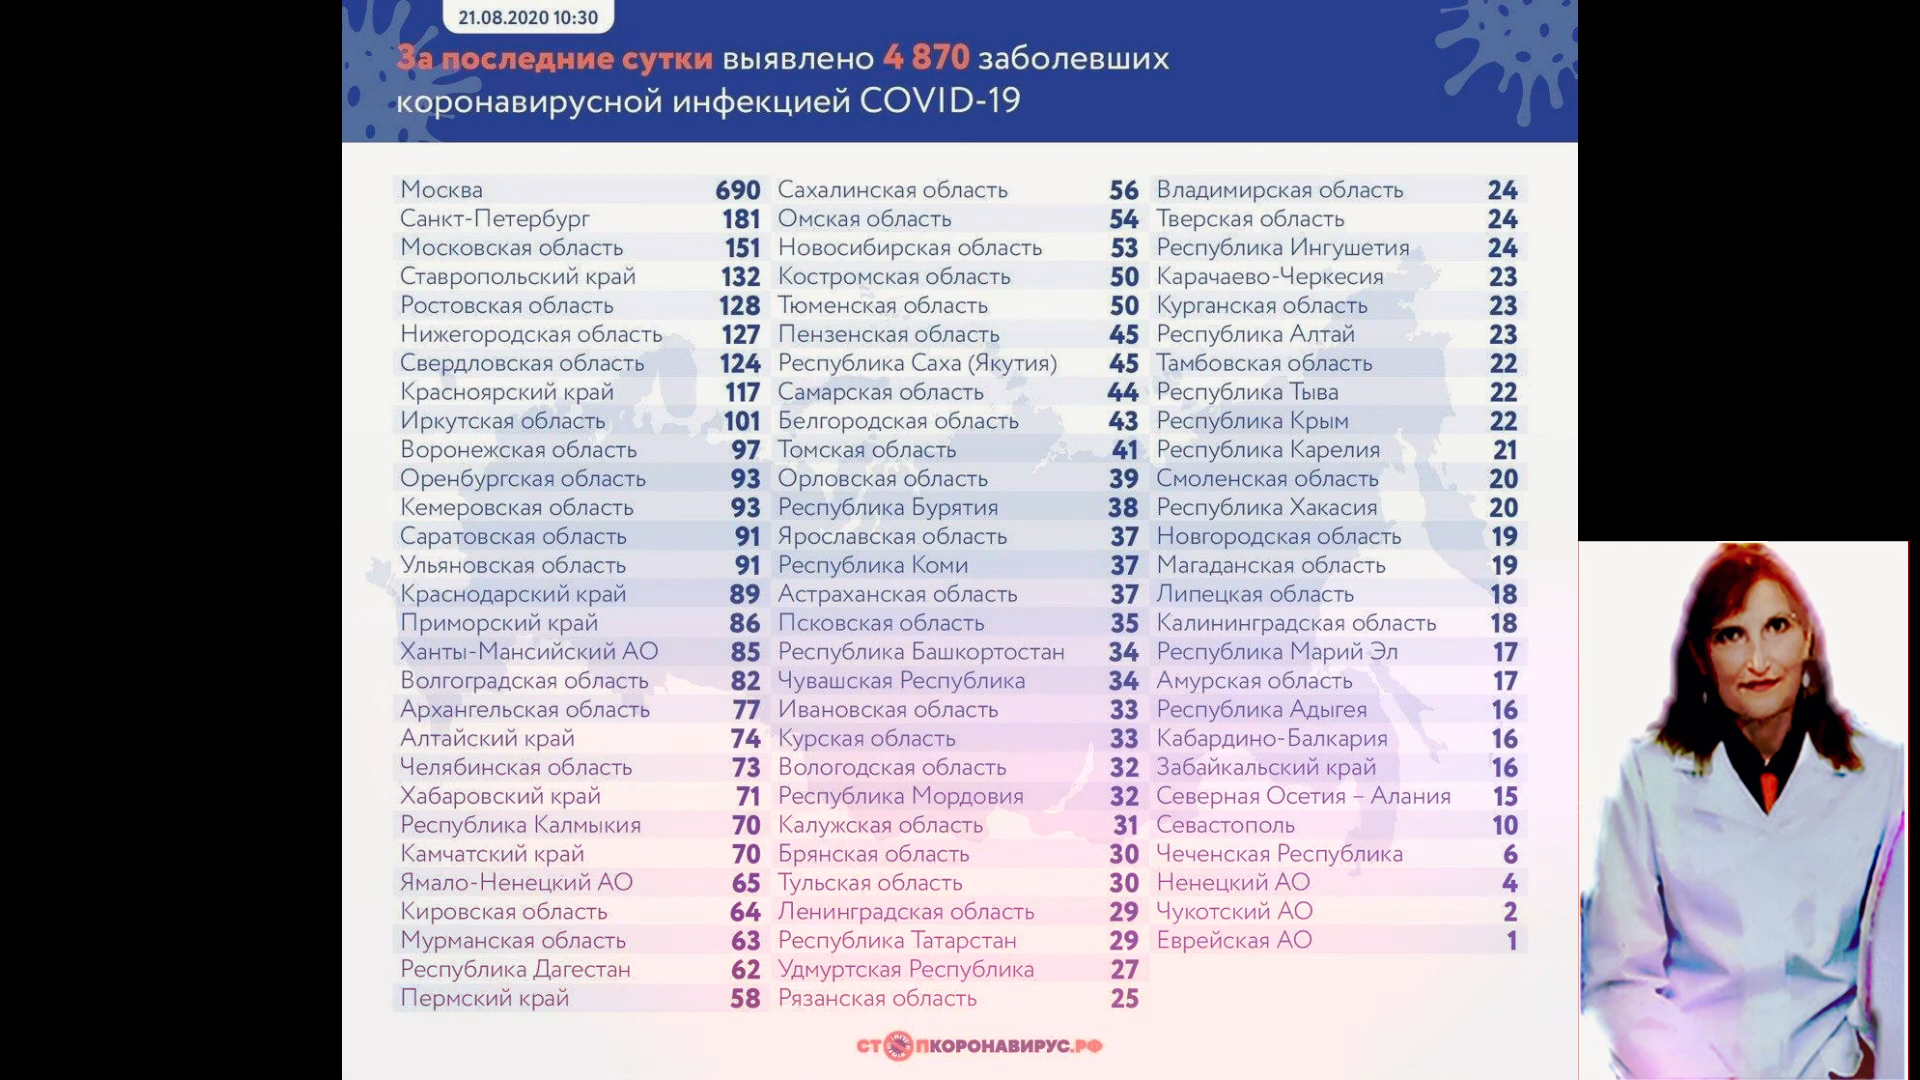 21.08.2020 10:30
За последние сутки выявлено 4 870 заболевших
коронавирусной инфекцией COVID-19
Москва 690
Санкт-Петербург 181
Московская область 151
Ставропольский край 132
Ростовская область 128
Нижегородская область 127
Свердловская область 124
Красноярский край 117
Иркутская область 101
Воронежская область 97
Оренбургская область 93
Кемеровская область 93
Саратовская область 91
Ульяновская область 91
Краснодарский край 89
Приморский край 86
Ханты-Мансийский АО 85
Волгоградская область 82
Архангельская область 77
Алтайский край 74
Челябинская область 73
Хабаровский край 71
Республика Калмыкия 70
Камчатский край 70
Ямало-Ненецкий АО 65
Кировская область 64
Мурманская область 63
Республика Дагестан 62
Пермский край 58
Сахалинская область 56
Омская область 54
Новосибирская область 53
Костромская область 50
Тюменская область 50
Пензенская область 45
Республика Саха (Якутия) 45
Самарская область 44
Белгородская область 43
Томская область 41
Орловская область 39
Республика Бурятия 38
Ярославская область 37
Республика Коми 37
Астраханская область 37
Псковская область 35
Республика Башкортостан 34
Чувашская Республика 34
Ивановская область 33
Курская область 33
Вологодская область 32
Республика Мордовия 32
Калужская область 31
Брянская область 30
Тульская область 30
Ленинградская область 29
Республика Татарстан 29
Удмуртская Республика 27
Рязанская область 25
Владимирская область 24
Тверская область 24
Республика Ингушетия 24
Карачаево-Черкесия 23
Курганская область 23
Республика Алтай 23
Тамбовская область 22
Республика Тыва 22
Республика Крым 22
Республика Карелия 21
Смоленская область 20
Республика Хакасия 20
Новгородская область 19
Магаданская область 19
Липецкая область 18
Калининградская область 18
Республика Марий Эл 17
Амурская область 17
Республика Адыгея 16
Кабардино-Балкария 16
Забайкальский край 16
Северная Осетия – Алания 15
Севастополь 10
Чеченская Республика 6
Ненецкий АО 4
Чукотский АО 2
Еврейская АО 1
СТОПКОРОНАВИРУС.РФ